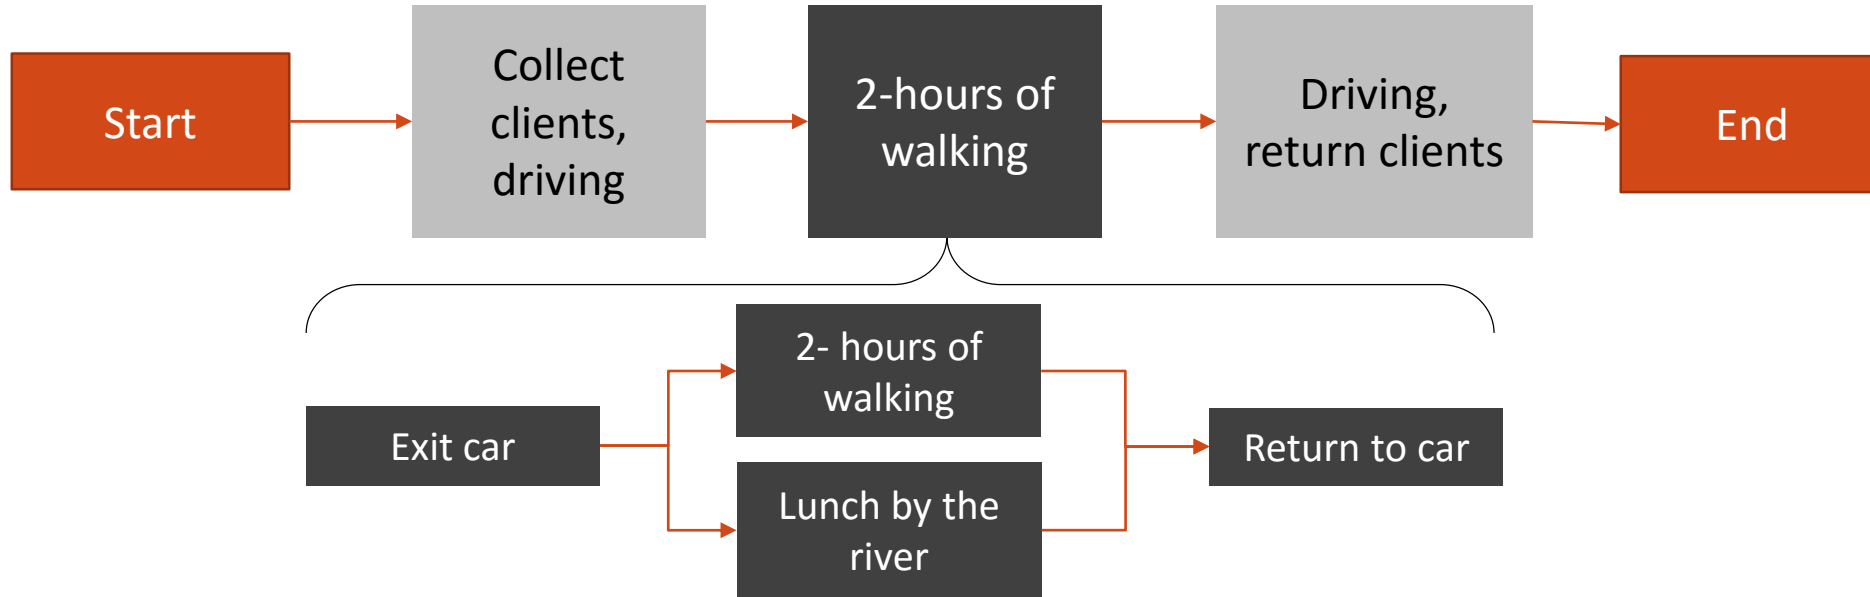 Start
Collect
clients,
driving
2-hours of
walking
Driving,
return clients
End
2- hours of
walking
Exit car
Return to car
Lunch by the
river